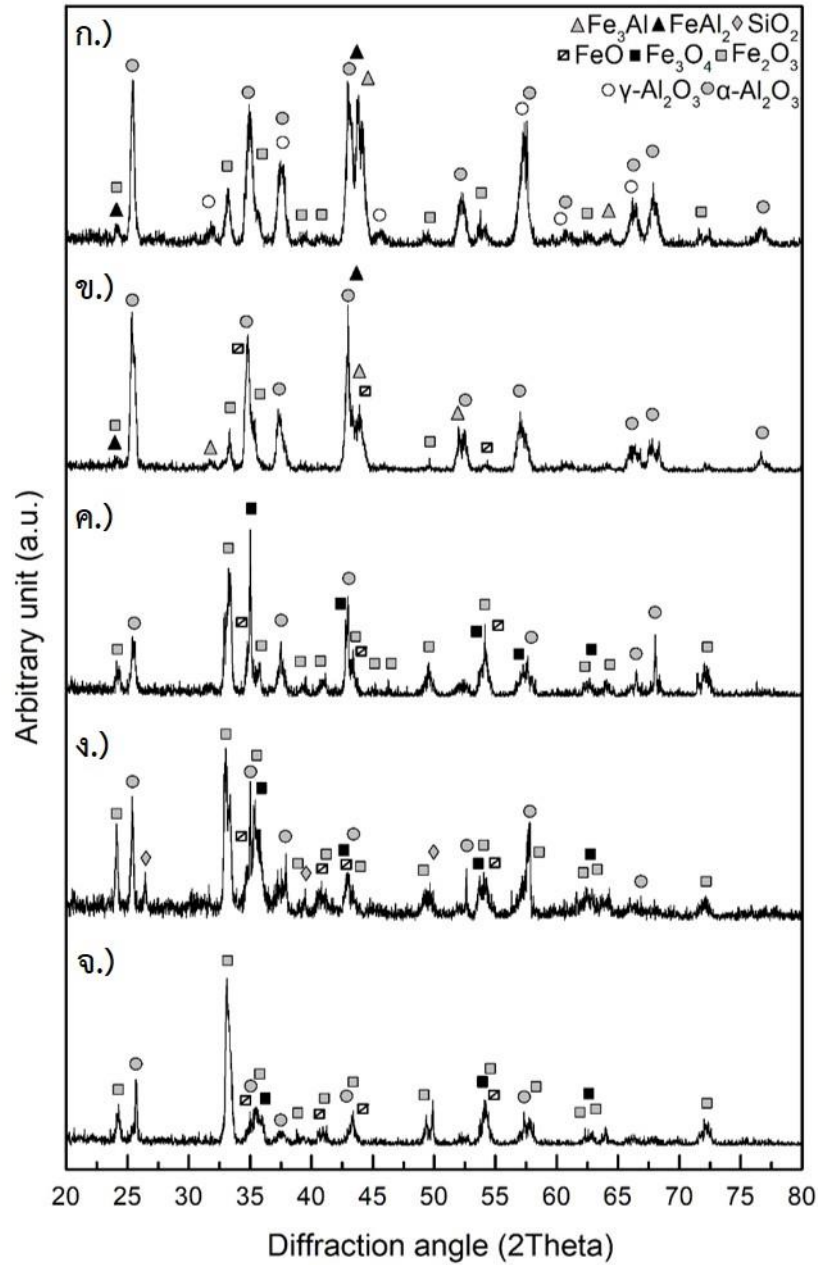 ก.)
Fe₃Al FeAl₂ SiO₂
FeO Fe₃O₄ Fe₂O₃
γ-Al₂O₃ α-Al₂O₃
ข.)
ค.)
ง.)
จ.)
Arbitrary unit (a.u.)
20 25 30 35 40 45 50 55 60 65 70 75 80
Diffraction angle (2Theta)